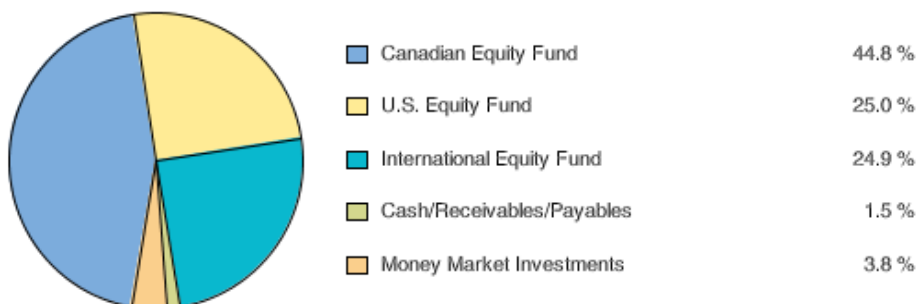 Canadian Equity Fund 44.8 %
U.S. Equity Fund 25.0 %
International Equity Fund 24.9 %
Cash/Receivables/Payables 1.5 %
Money Market Investments 3.8 %